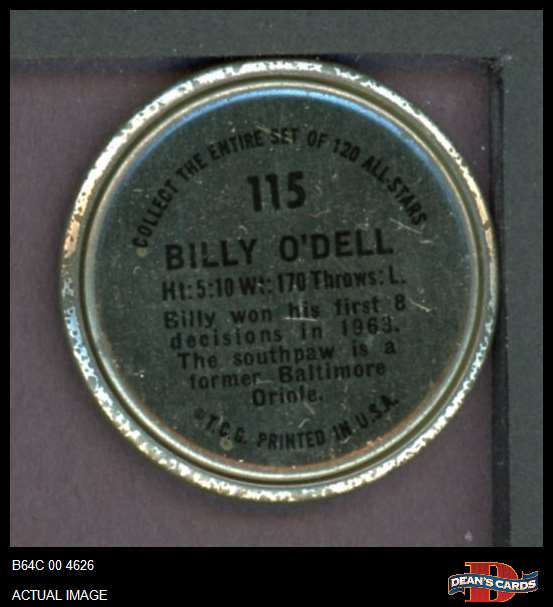 COLLECT THE ENTIRE SET OF 120 ALL-STARS
115
BILLY O'DELL
Ht: 5:10 Wt: 170 Throws: L.
Billy won his first 8
decisions in 1963.
The southpaw is a
former Baltimore
Oriole.
©T.C.G. PRINTED IN U.S.A.
B64C 00 4626
ACTUAL IMAGE
D
DEAN'S CARDS